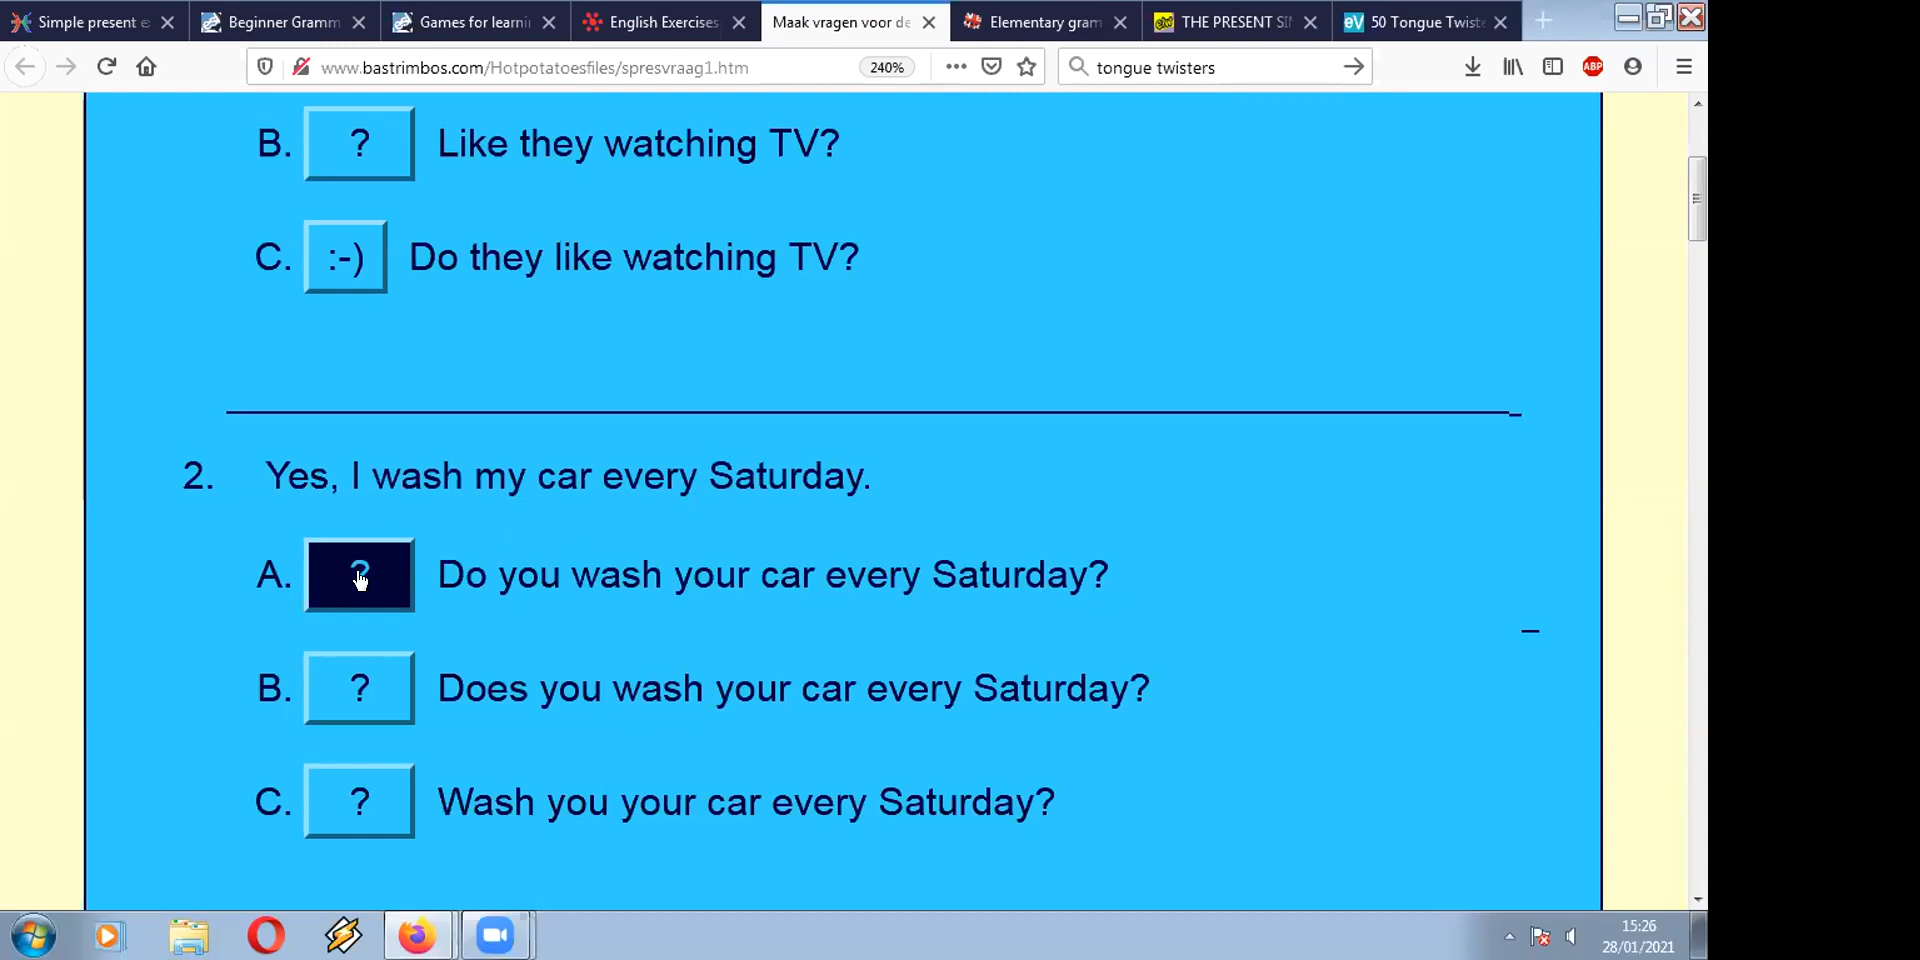 Simple present e
Beginner Gramm
Games for learni
English Exercises
Maak vragen voor de
Elementary gram
THE PRESENT SI
eV 50 Tongue Twiste
www.bastrimbos.com/Hotpotatoesfiles/spresvraag1.htm
240%
tongue twisters
ABP
B. ? Like they watching TV?
C. :-) Do they like watching TV?
2. Yes, I wash my car every Saturday.
A. ? Do you wash your car every Saturday?
B. ? Does you wash your car every Saturday?
C. ? Wash you your car every Saturday?
15:26
28/01/2021